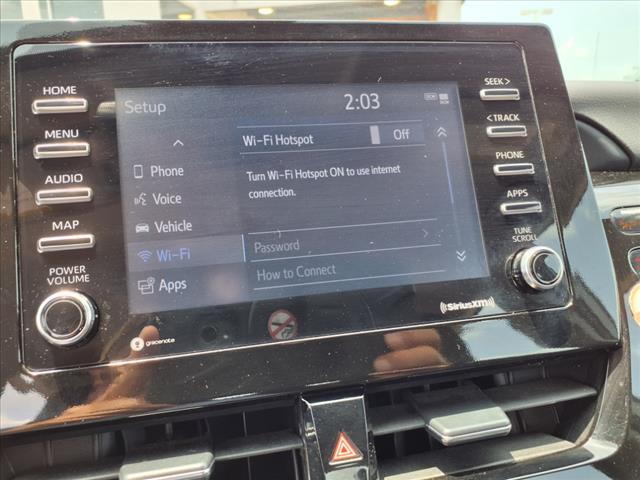 HOME
MENU
AUDIO
MAP
POWER
VOLUME
Setup
2:03
Phone
Voice
Vehicle
Wi-Fi
Apps
Wi-Fi Hotspot
Off
Turn Wi-Fi Hotspot ON to use internet
connection.
Password
How to Connect
SEEK >
< TRACK
PHONE
APPS
TUNE
SCROLL
gracenote
((SiriusXM))